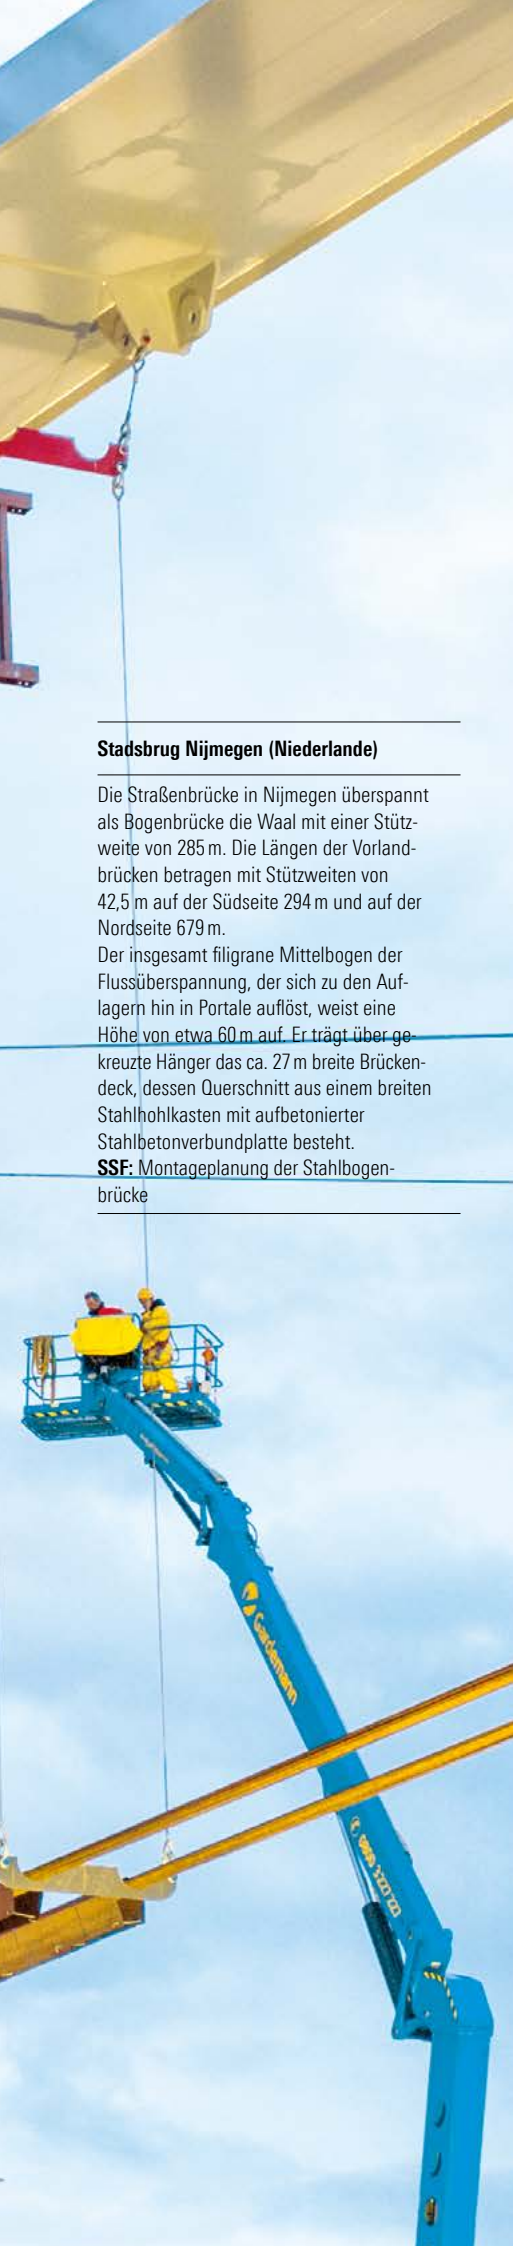 Stadsbrug Nijmegen (Niederlande)
Die Straßenbrücke in Nijmegen überspannt
als Bogenbrücke die Waal mit einer Stütz-
weite von 285 m. Die Längen der Vorland-
brücken betragen mit Stützweiten von
42,5 m auf der Südseite 294 m und auf der
Nordseite 679 m.
Der insgesamt filigrane Mittelbogen der
Flussüberspannung, der sich zu den Auf-
lagern hin in Portale auflöst, weist eine
Höhe von etwa 60 m auf. Er trägt über ge-
kreuzte Hänger das ca. 27 m breite Brücken-
deck, dessen Querschnitt aus einem breiten
Stahlhohlkasten mit aufbetonierter
Stahlbetonverbundplatte besteht.
SSF: Montageplanung der Stahlbogen-
brücke
Gardemann